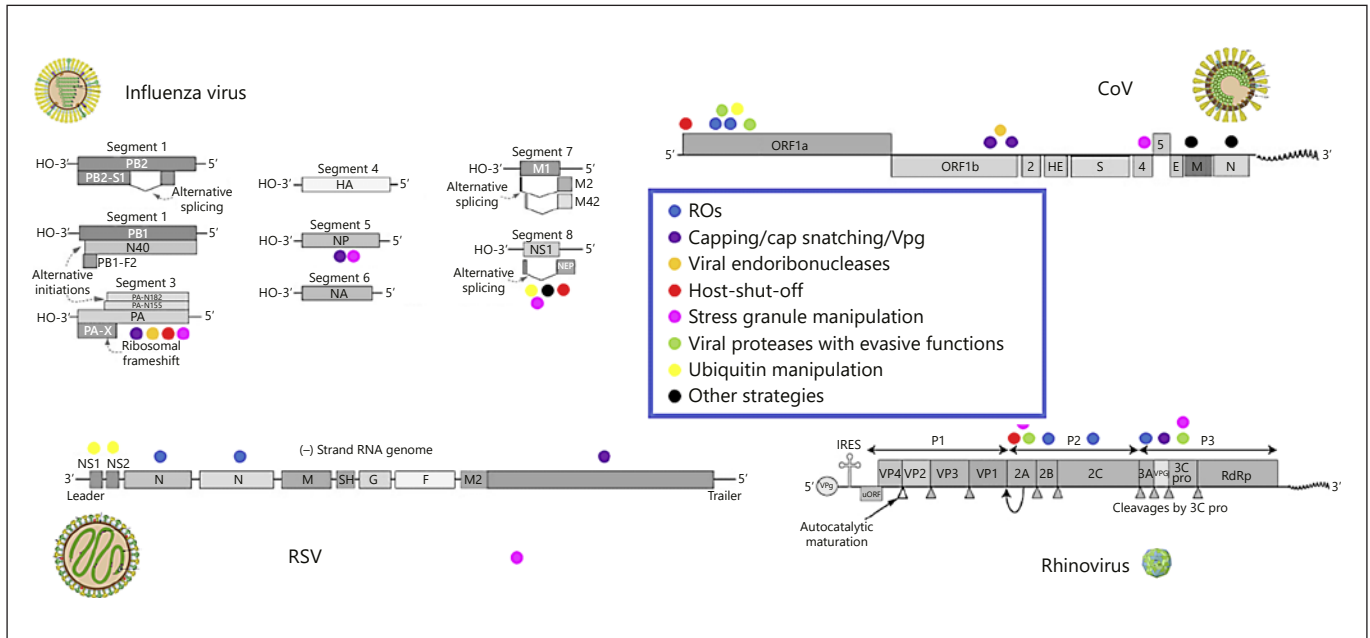 Influenza virus
Segment 1
HO-3′ PB2 5′
PB2-S1
Alternative
splicing
Segment 1
HO-3′ PB1 5′
N40
PB1-F2
Alternative
initiations
Segment 3
PA-N182
PA-N155
HO-3′ PA 5′
PA-X
Ribosomal
frameshift
Segment 4
HO-3′ HA 5′
Segment 5
HO-3′ NP 5′
Segment 6
HO-3′ NA 5′
Segment 7
HO-3′ M1 5′
Alternative
splicing
M2
M42
Segment 8
HO-3′ NS1 5′
NEP
Alternative
splicing
CoV
5′ ORF1a 5 3′
ORF1b 2 HE S 4 E M N
ROs
Capping/cap snatching/Vpg
Viral endoribonucleases
Host-shut-off
Stress granule manipulation
Viral proteases with evasive functions
Ubiquitin manipulation
Other strategies
(–) Strand RNA genome
NS1 NS2
3′ N N M SH G F M2 5′
Leader Trailer
RSV
IRES P1 P2 P3
VP4 VP2 VP3 VP1 2A 2B 2C 3A VPG 3C pro RdRp
5′ VPg uORF 3′
Autocatalytic
maturation
Cleavages by 3C pro
Rhinovirus